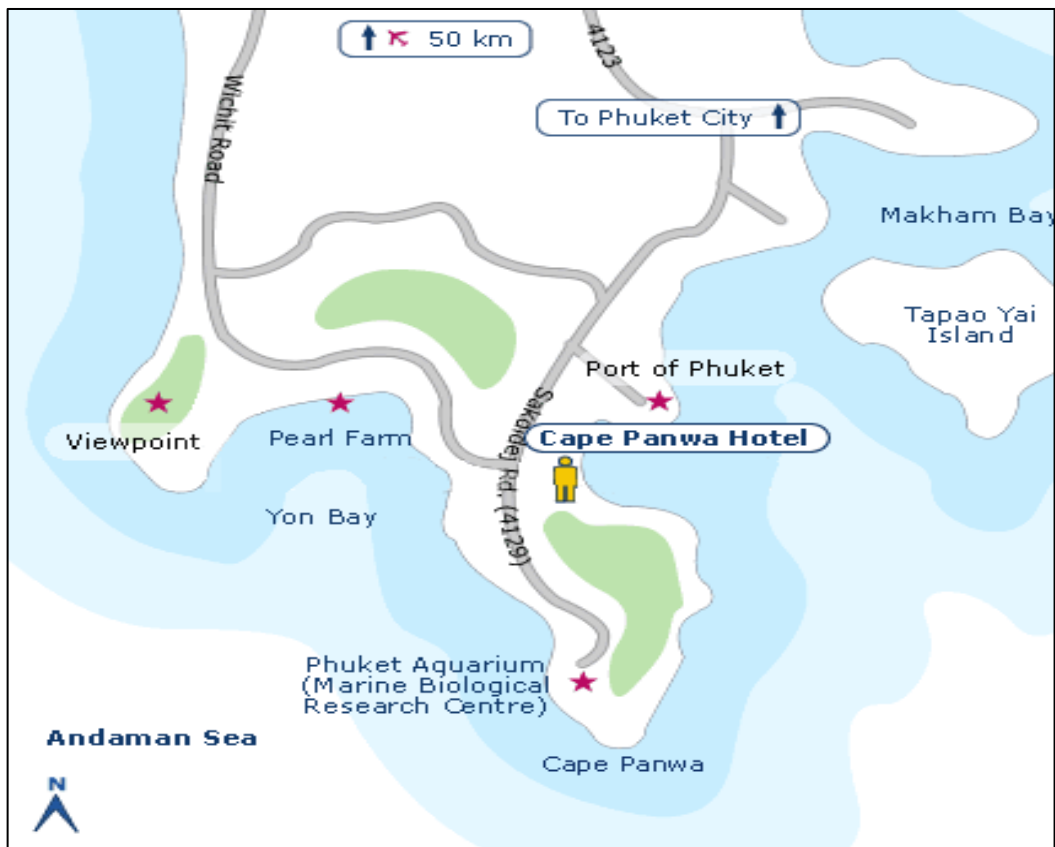 50 km
4123
Wichit Road
To Phuket City
Makham Bay
Tapao Yai
Island
Port of Phuket
Sakdidej Rd, (4129)
Viewpoint
Pearl Farm
Cape Panwa Hotel
Yon Bay
Phuket Aquarium
(Marine Biological
Research Centre)
Andaman Sea
Cape Panwa
N